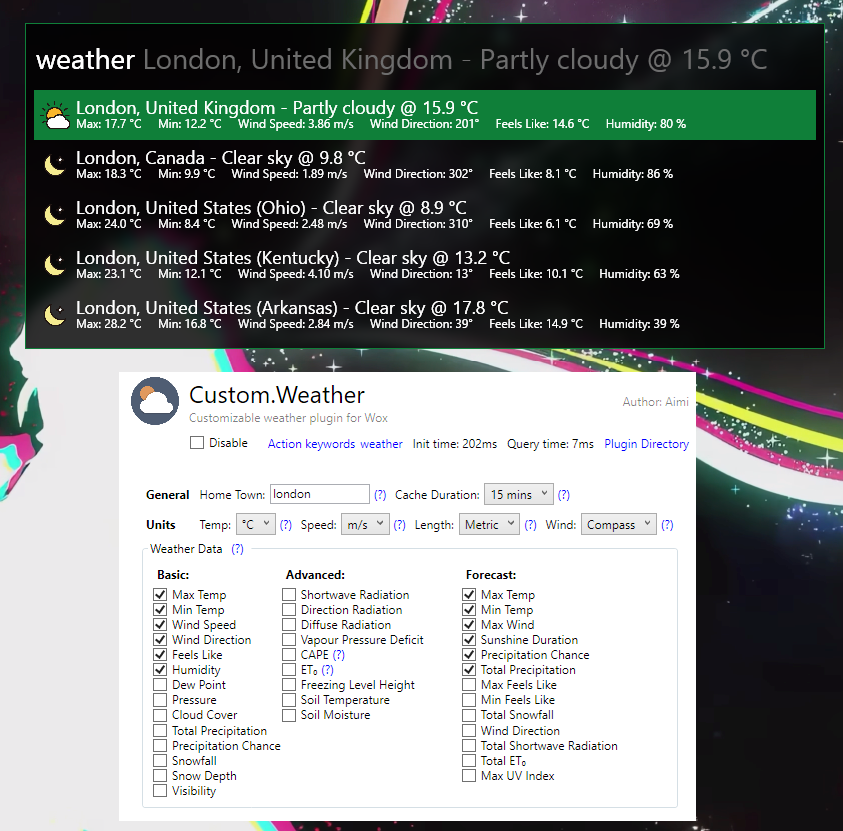 weather London, United Kingdom - Partly cloudy @ 15.9 °C
London, United Kingdom - Partly cloudy @ 15.9 °C
Max: 17.7 °C Min: 12.2 °C Wind Speed: 3.86 m/s Wind Direction: 201° Feels Like: 14.6 °C Humidity: 80 %
London, Canada - Clear sky @ 9.8 °C
Max: 18.3 °C Min: 9.9 °C Wind Speed: 1.89 m/s Wind Direction: 302° Feels Like: 8.1 °C Humidity: 86 %
London, United States (Ohio) - Clear sky @ 8.9 °C
Max: 24.0 °C Min: 8.4 °C Wind Speed: 2.48 m/s Wind Direction: 310° Feels Like: 6.1 °C Humidity: 69 %
London, United States (Kentucky) - Clear sky @ 13.2 °C
Max: 23.1 °C Min: 12.1 °C Wind Speed: 4.10 m/s Wind Direction: 13° Feels Like: 10.1 °C Humidity: 63 %
London, United States (Arkansas) - Clear sky @ 17.8 °C
Max: 28.2 °C Min: 16.8 °C Wind Speed: 2.84 m/s Wind Direction: 39° Feels Like: 14.9 °C Humidity: 39 %
Custom.Weather
Author: Aimi
Customizable weather plugin for Wox
Disable Action keywords weather Init time: 202ms Query time: 7ms Plugin Directory
General Home Town: london (?) Cache Duration: 15 mins (?)
Units Temp: °C (?) Speed: m/s (?) Length: Metric (?) Wind: Compass (?)
Weather Data (?)
Basic:
Max Temp
Min Temp
Wind Speed
Wind Direction
Feels Like
Humidity
Dew Point
Pressure
Cloud Cover
Total Precipitation
Precipitation Chance
Snowfall
Snow Depth
Visibility
Advanced:
Shortwave Radiation
Direction Radiation
Diffuse Radiation
Vapour Pressure Deficit
CAPE (?)
ET₀ (?)
Freezing Level Height
Soil Temperature
Soil Moisture
Forecast:
Max Temp
Min Temp
Max Wind
Sunshine Duration
Precipitation Chance
Total Precipitation
Max Feels Like
Min Feels Like
Total Snowfall
Wind Direction
Total Shortwave Radiation
Total ET₀
Max UV Index